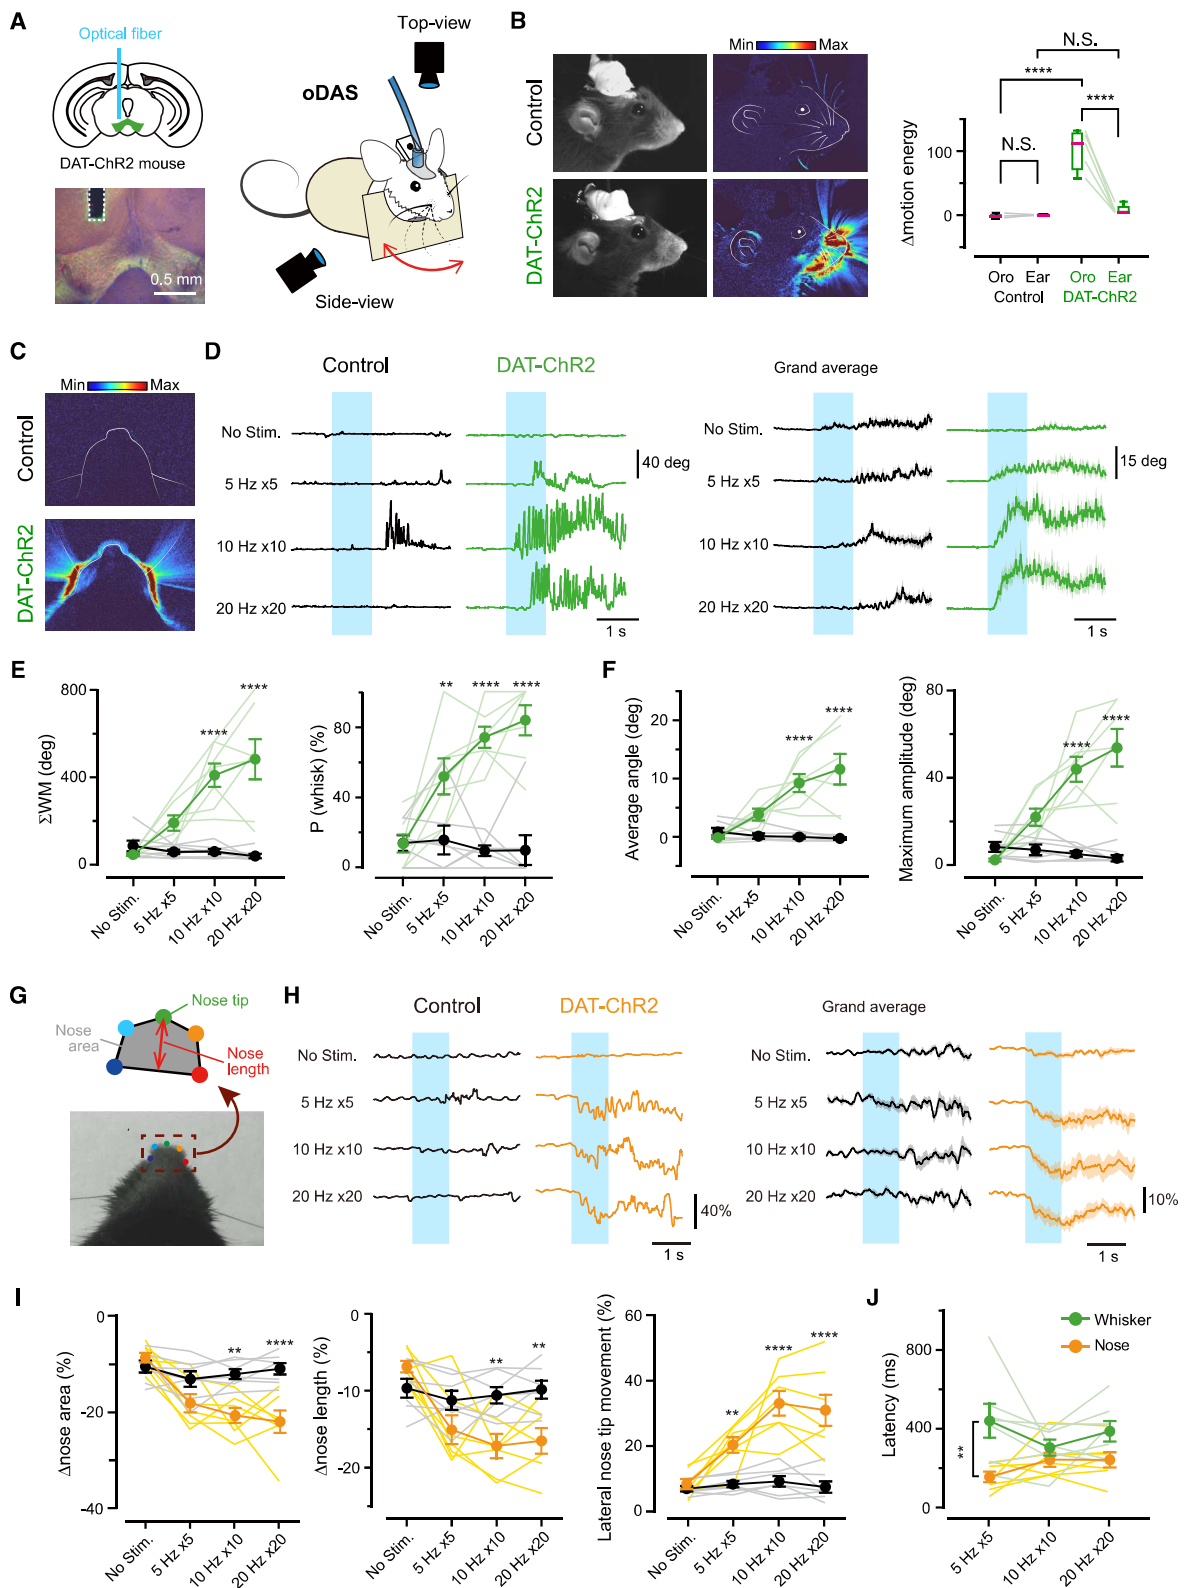 A
Optical fiber
DAT-ChR2 mouse
0.5 mm
Top-view
oDAS
Side-view
B
Min
Max
Control
DAT-ChR2
N.S.
****
****
N.S.
Δmotion energy
100
0
Oro Ear Oro Ear
Control DAT-ChR2
C
Min
Max
Control
DAT-ChR2
D
Control
DAT-ChR2
Grand average
No Stim.
5 Hz x5
10 Hz x10
20 Hz x20
40 deg
1 s
No Stim.
5 Hz x5
10 Hz x10
20 Hz x20
15 deg
1 s
E
ΣWM (deg)
800
400
0
****
****
No Stim.
5 Hz x5
10 Hz x10
20 Hz x20
P (whisk) (%)
80
40
0
**
****
****
No Stim.
5 Hz x5
10 Hz x10
20 Hz x20
F
Average angle (deg)
20
10
0
****
****
No Stim.
5 Hz x5
10 Hz x10
20 Hz x20
Maximum amplitude (deg)
80
40
0
****
****
No Stim.
5 Hz x5
10 Hz x10
20 Hz x20
G
Nose tip
Nose area
Nose length
H
Control
DAT-ChR2
Grand average
No Stim.
5 Hz x5
10 Hz x10
20 Hz x20
40%
1 s
No Stim.
5 Hz x5
10 Hz x10
20 Hz x20
10%
1 s
I
Δnose area (%)
0
-20
-40
**
****
No Stim.
5 Hz x5
10 Hz x10
20 Hz x20
Δnose length (%)
0
-10
-20
**
**
No Stim.
5 Hz x5
10 Hz x10
20 Hz x20
Lateral nose tip movement (%)
60
40
20
0
**
****
****
No Stim.
5 Hz x5
10 Hz x10
20 Hz x20
J
Whisker
Nose
Latency (ms)
800
400
0
**
5 Hz x5
10 Hz x10
20 Hz x20